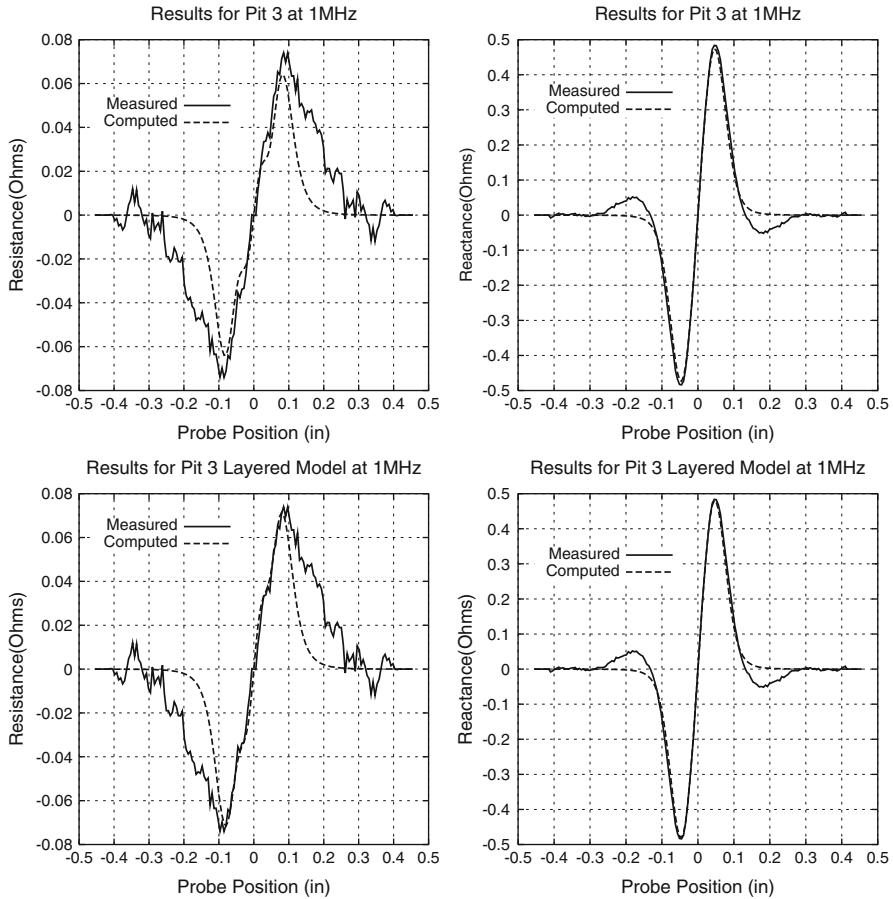 Results for Pit 3 at 1MHz
Resistance(Ohms)
0.08
0.06
0.04
0.02
0
-0.02
-0.04
-0.06
-0.08
Measured
Computed
-0.5 -0.4 -0.3 -0.2 -0.1 0 0.1 0.2 0.3 0.4 0.5
Probe Position (in)
Results for Pit 3 at 1MHz
Reactance(Ohms)
0.5
0.4
0.3
0.2
0.1
0
-0.1
-0.2
-0.3
-0.4
-0.5
Measured
Computed
-0.5 -0.4 -0.3 -0.2 -0.1 0 0.1 0.2 0.3 0.4 0.5
Probe Position (in)
Results for Pit 3 Layered Model at 1MHz
Resistance(Ohms)
0.08
0.06
0.04
0.02
0
-0.02
-0.04
-0.06
-0.08
Measured
Computed
-0.5 -0.4 -0.3 -0.2 -0.1 0 0.1 0.2 0.3 0.4 0.5
Probe Position (in)
Results for Pit 3 Layered Model at 1MHz
Reactance(Ohms)
0.5
0.4
0.3
0.2
0.1
0
-0.1
-0.2
-0.3
-0.4
-0.5
Measured
Computed
-0.5 -0.4 -0.3 -0.2 -0.1 0 0.1 0.2 0.3 0.4 0.5
Probe Position (in)